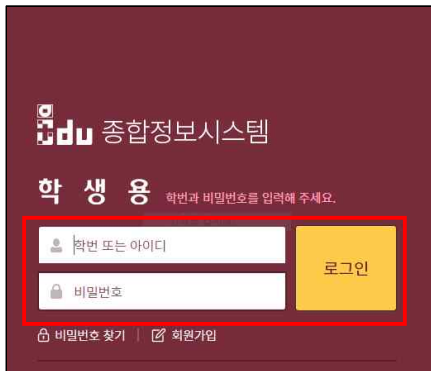 du 종합정보시스템
학 생 용 학번과 비밀번호를 입력해 주세요.
학번 또는 아이디
로그인
비밀번호
비밀번호 찾기 | 회원가입